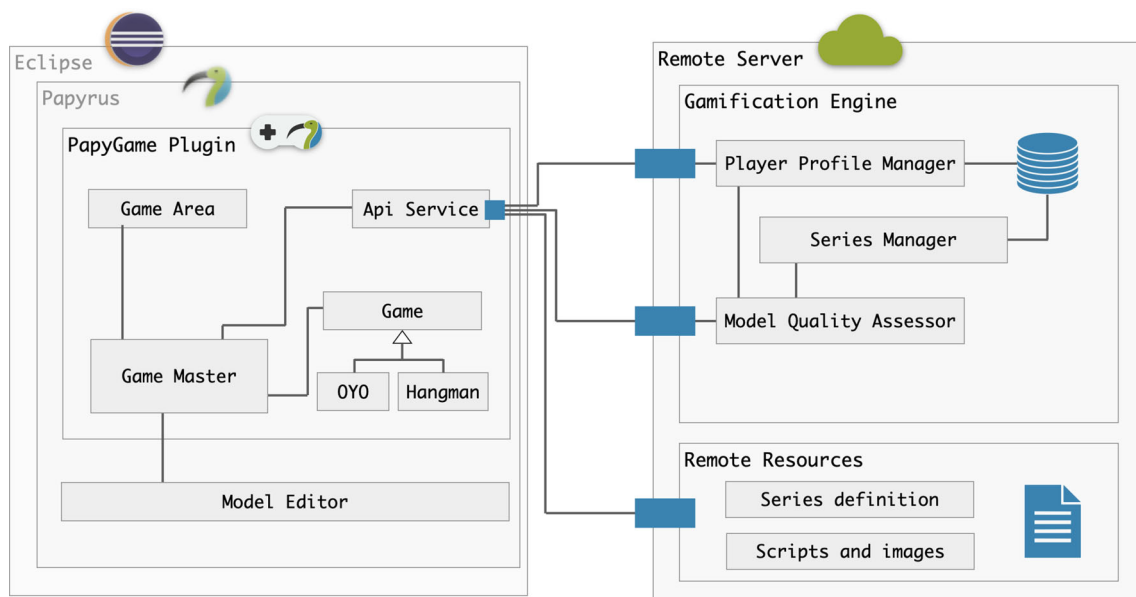 Eclipse
Papyrus
PapyGame Plugin
Game Area
Api Service
Game
Game Master
OYO
Hangman
Model Editor
Remote Server
Gamification Engine
Player Profile Manager
Series Manager
Model Quality Assessor
Remote Resources
Series definition
Scripts and images